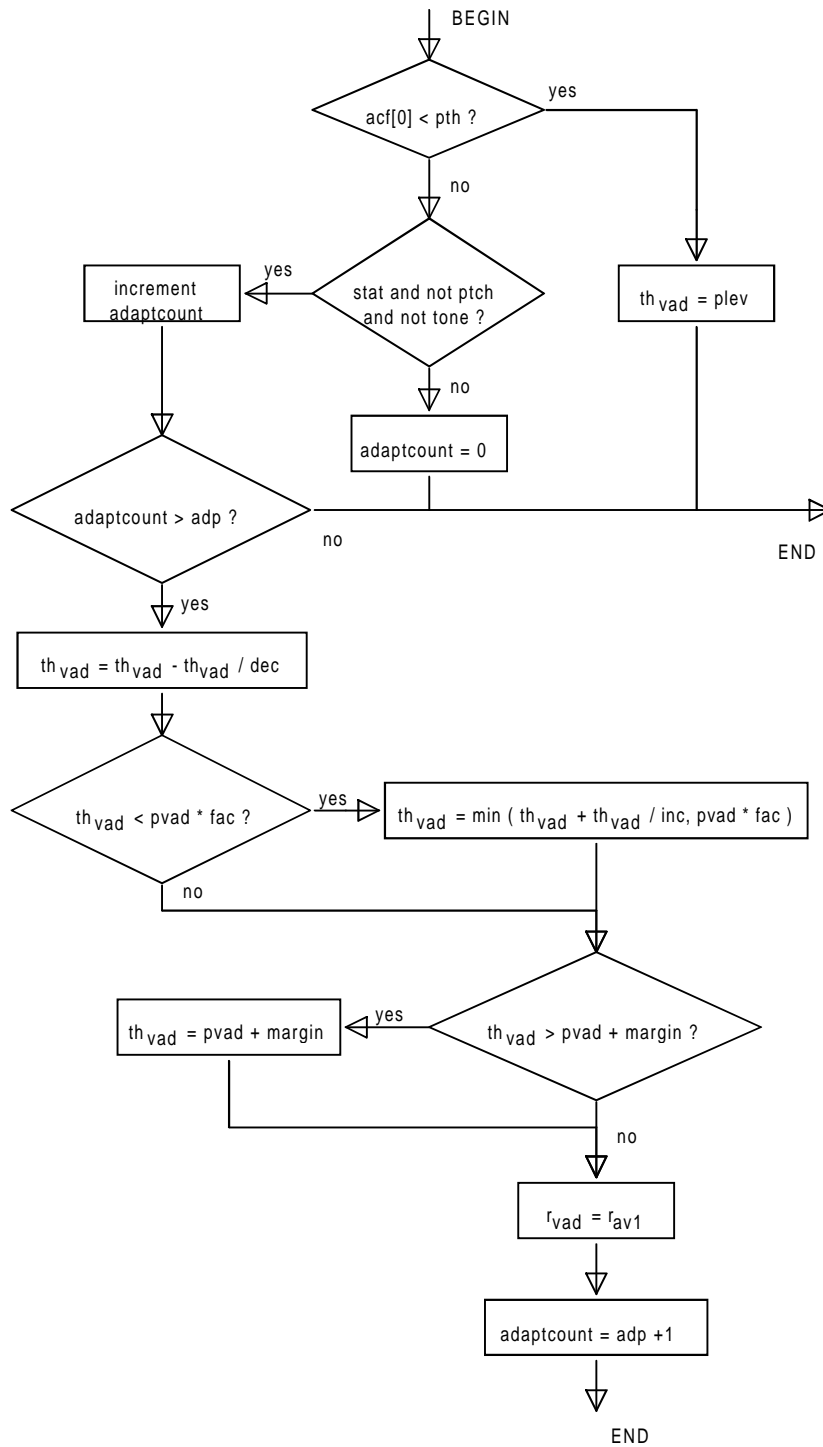 BEGIN
acf[0] < pth ?
yes
no
stat and not ptch
and not tone ?
yes
increment
adaptcount
th vad = plev
no
adaptcount = 0
adaptcount > adp ?
no
END
yes
th vad = th vad - th vad / dec
th vad < pvad * fac ?
yes
th vad = min ( th vad + th vad / inc, pvad * fac )
no
th vad > pvad + margin ?
yes
th vad = pvad + margin
no
r vad = r av1
adaptcount = adp +1
END